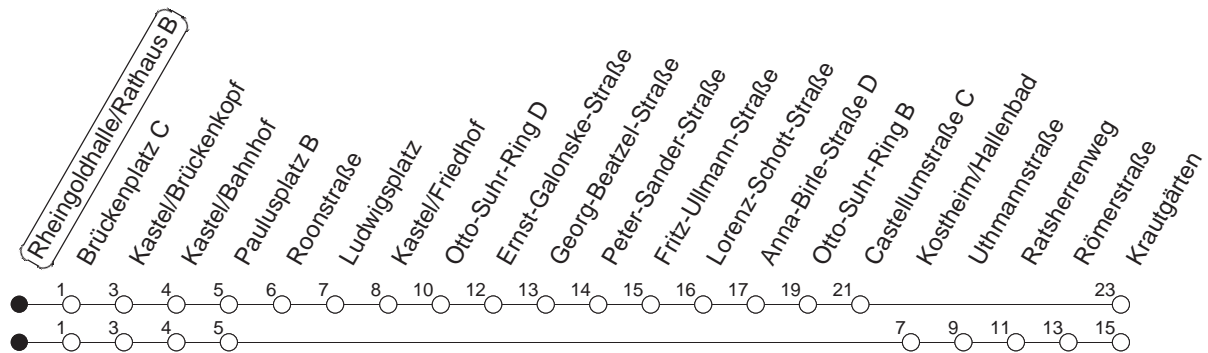 Rheingoldhalle/Rathaus B
Brückenplatz C
Kastel/Brückenkopf
Kastel/Bahnhof
Paulusplatz B
Roonstraße
Ludwigsplatz
Kastel/Friedhof
Otto-Suhr-Ring D
Ernst-Galonske-Straße
Georg-Beatzel-Straße
Peter-Sander-Straße
Fritz-Ullmann-Straße
Lorenz-Schott-Straße
Anna-Birle-Straße D
Otto-Suhr-Ring B
Castellumstraße C
Kostheim/Hallenbad
Uthmannstraße
Ratsherrenweg
Römerstraße
Krautgärten
1 3 4 5 6 7 8 10 12 13 14 15 16 17 19 21 23
1 3 4 5 7 9 11 13 15